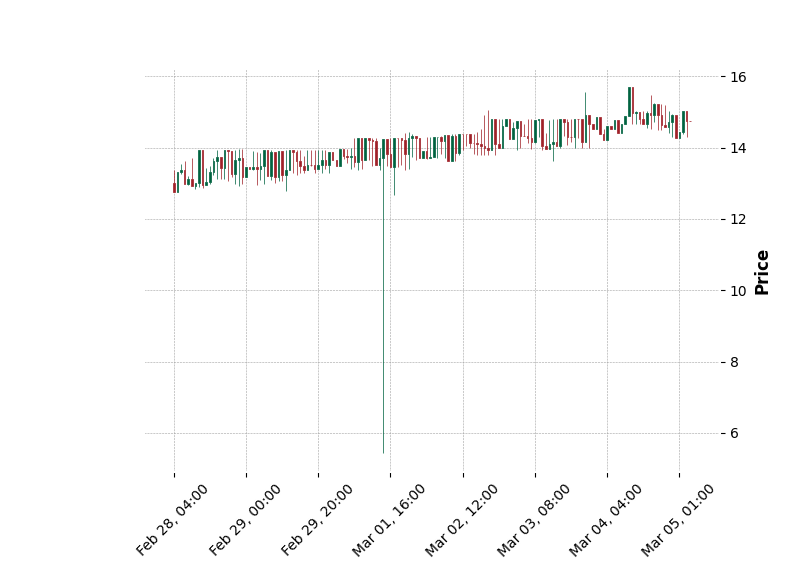 16
14
12
10
8
6
Price
Feb 28, 04:00
Feb 29, 00:00
Feb 29, 20:00
Mar 01, 16:00
Mar 02, 12:00
Mar 03, 08:00
Mar 04, 04:00
Mar 05, 01:00